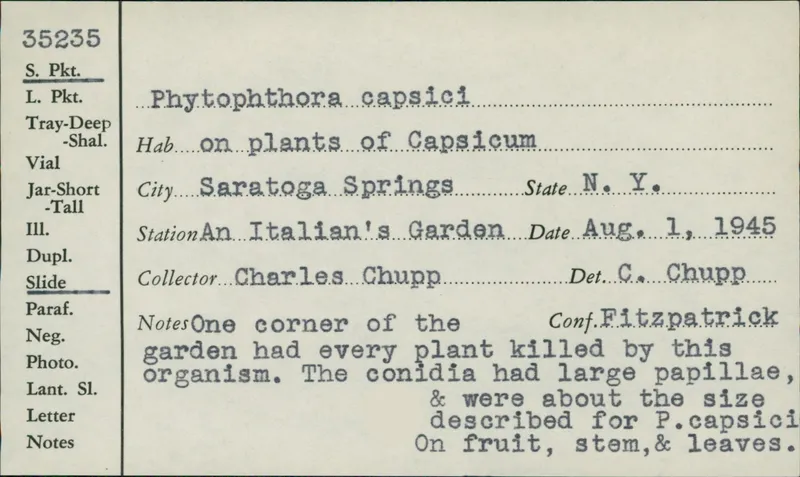 35235
S. Pkt.
L. Pkt.
Tray-Deep
-Shal.
Vial
Jar-Short
-Tall
Ill.
Dupl.
Slide
Paraf.
Neg.
Photo.
Lant. Sl.
Letter
Notes
Phytophthora capsici
Hab on plants of Capsicum
City Saratoga Springs State N. Y.
Station An Italian's Garden Date Aug. 1, 1945
Collector Charles Chupp Det. C. Chupp
Notes One corner of the Conf. Fitzpatrick
garden had every plant killed by this
organism. The conidia had large papillae,
& were about the size
described for P.capsici
On fruit, stem,& leaves.